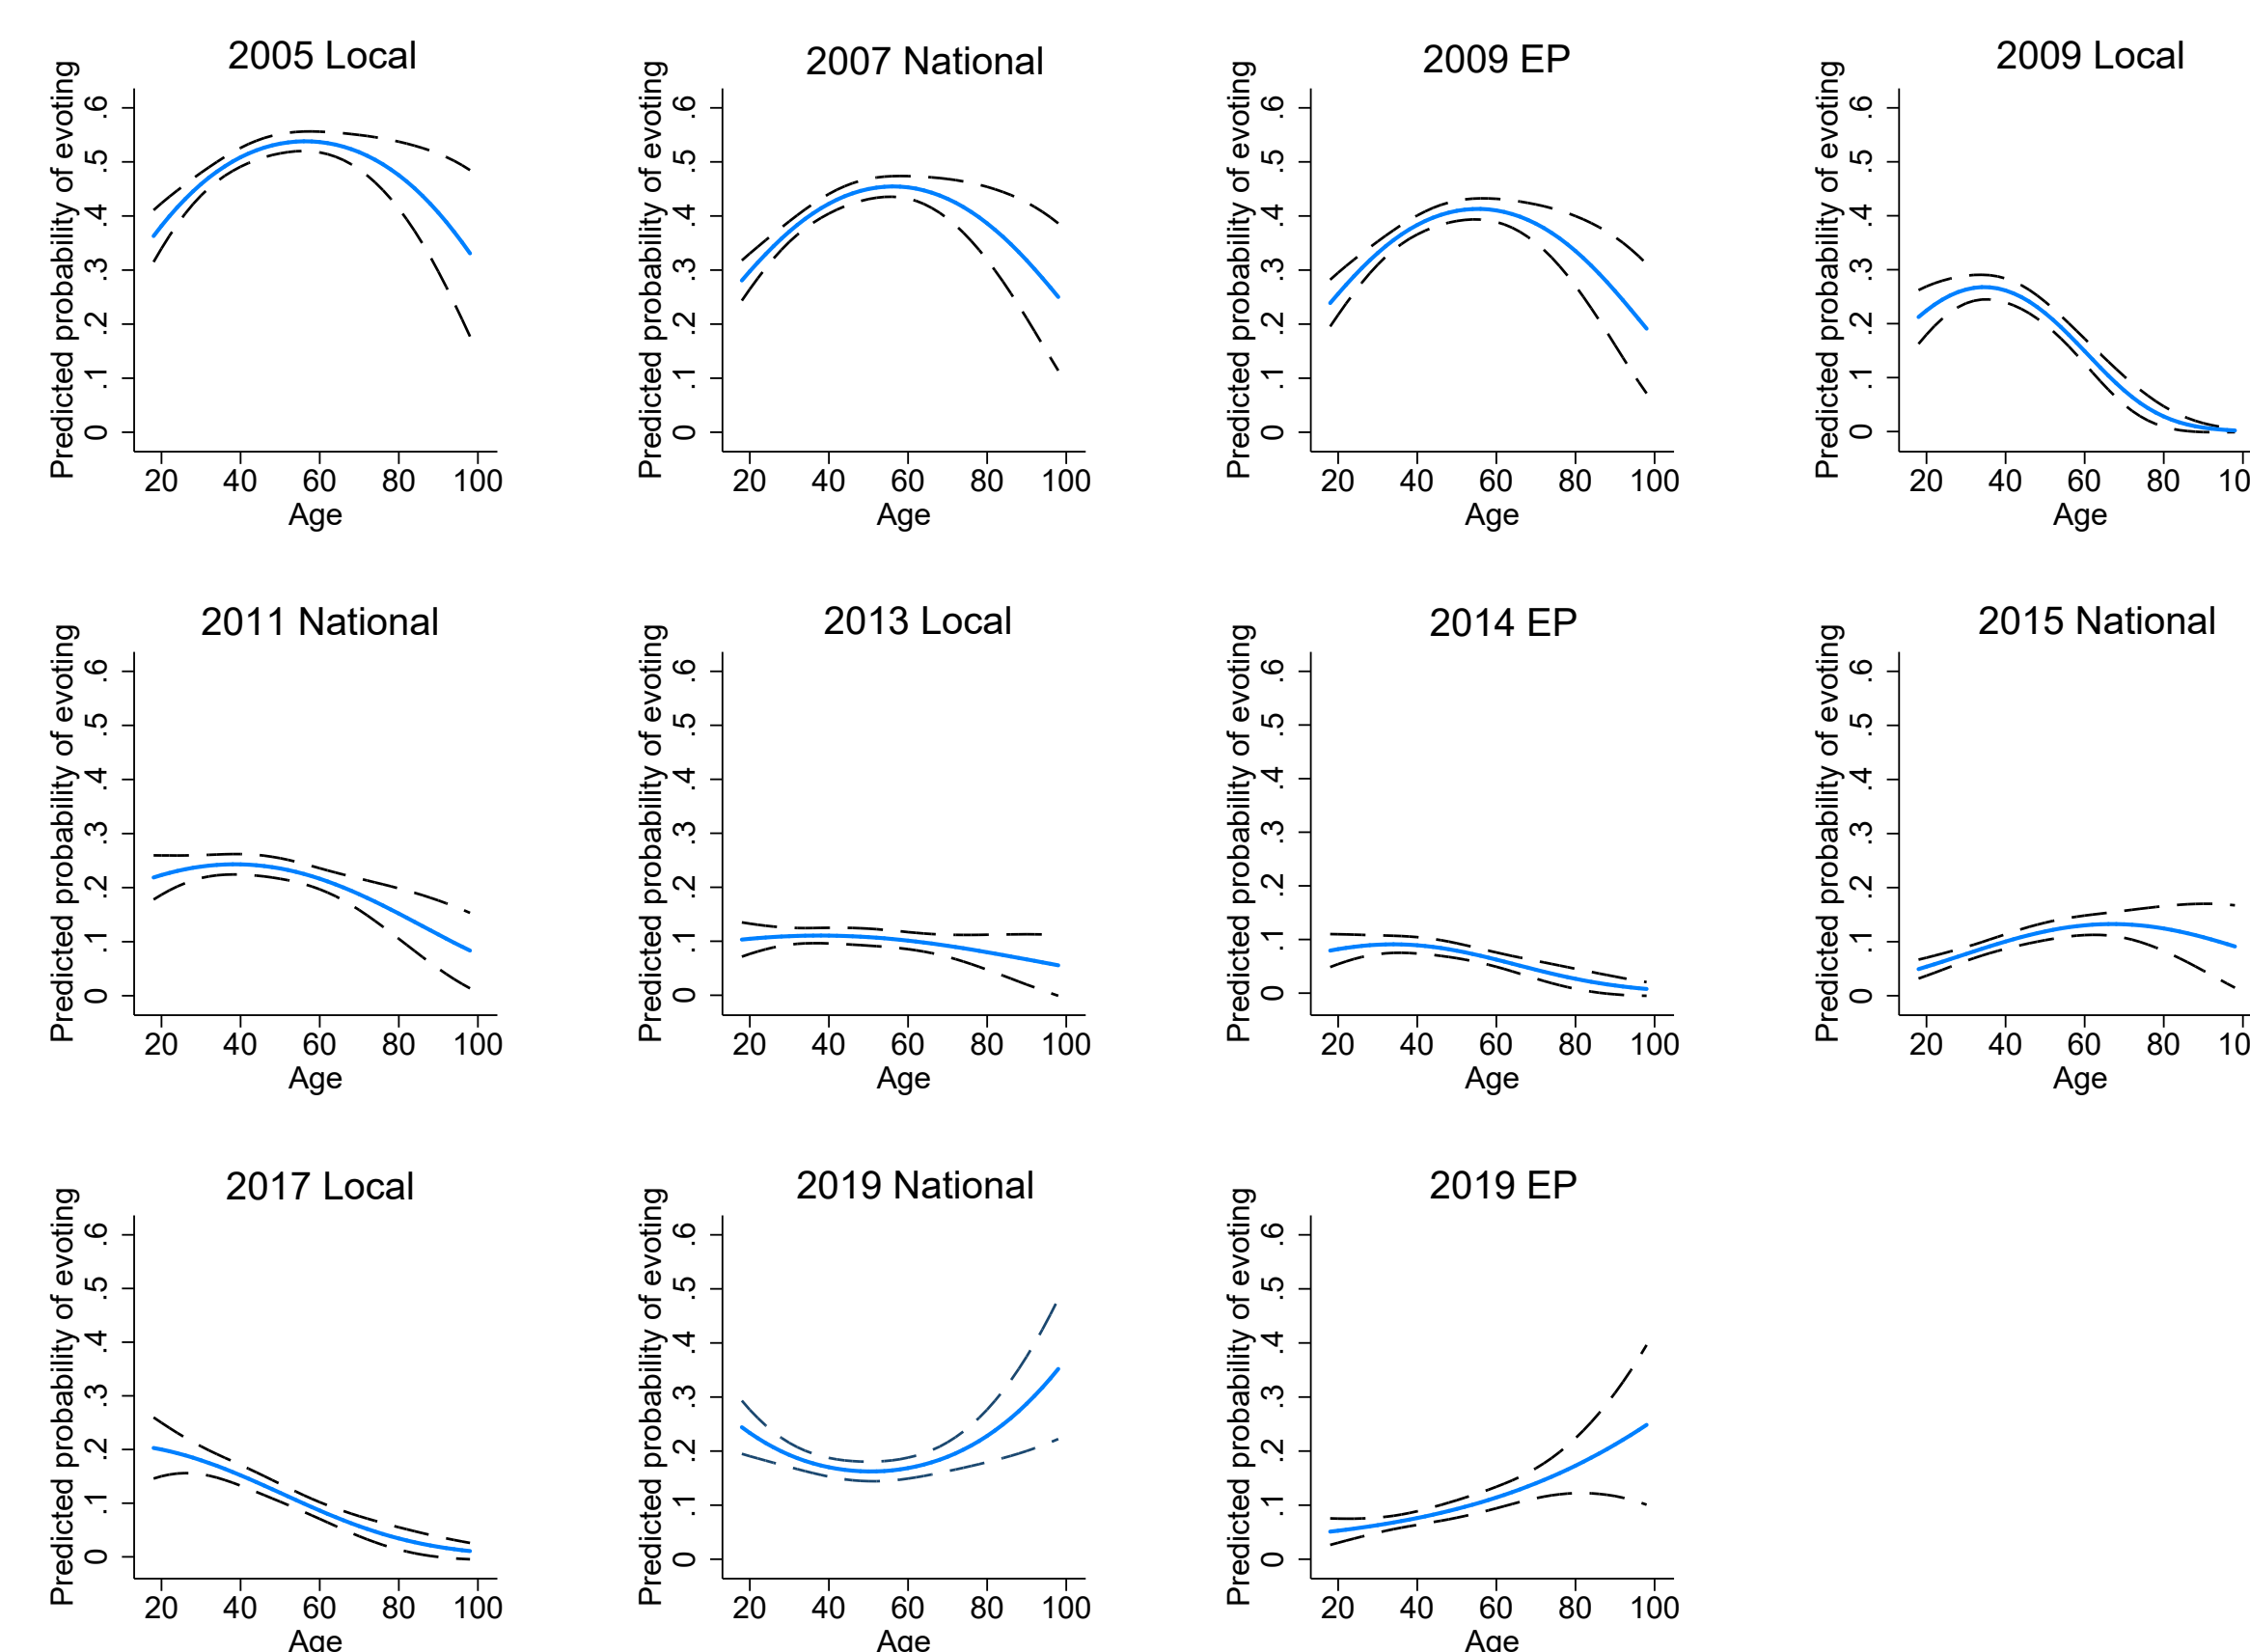 2005 Local
Predicted probability of evoting
0 .1 .2 .3 .4 .5 .6
20 40 60 80 100
Age
2007 National
Predicted probability of evoting
0 .1 .2 .3 .4 .5 .6
20 40 60 80 100
Age
2009 EP
Predicted probability of evoting
0 .1 .2 .3 .4 .5 .6
20 40 60 80 100
Age
2009 Local
Predicted probability of evoting
0 .1 .2 .3 .4 .5 .6
20 40 60 80 10
Age
2011 National
Predicted probability of evoting
0 .1 .2 .3 .4 .5 .6
20 40 60 80 100
Age
2013 Local
Predicted probability of evoting
0 .1 .2 .3 .4 .5 .6
20 40 60 80 100
Age
2014 EP
Predicted probability of evoting
0 .1 .2 .3 .4 .5 .6
20 40 60 80 100
Age
2015 National
Predicted probability of evoting
0 .1 .2 .3 .4 .5 .6
20 40 60 80 10
Age
2017 Local
Predicted probability of evoting
0 .1 .2 .3 .4 .5 .6
20 40 60 80 100
Age
2019 National
Predicted probability of evoting
0 .1 .2 .3 .4 .5 .6
20 40 60 80 100
Age
2019 EP
Predicted probability of evoting
0 .1 .2 .3 .4 .5 .6
20 40 60 80 100
Age